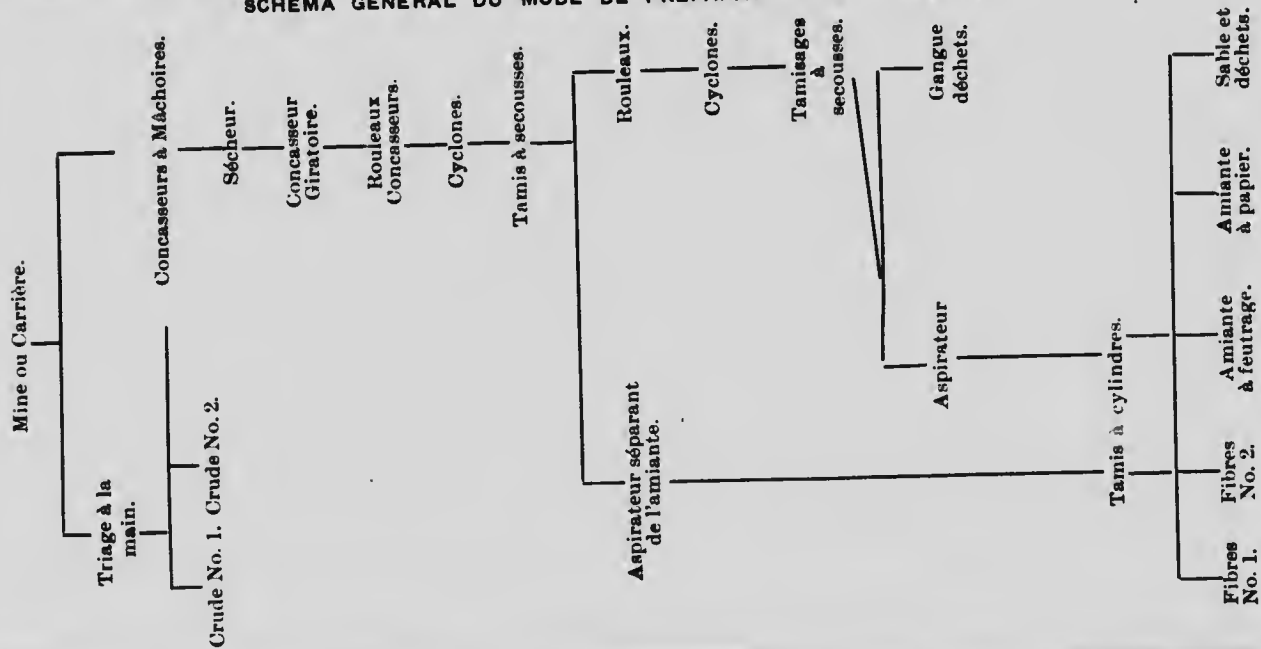 SCHEMA GENERAL DU MODE DE
Mine ou Carrière.
Triage à la
main.
Concasseurs à Mâchoires.
Crude No. 1. Crude No. 2.
Sécheur.
Concasseur
Giratoire.
Rouleaux
Concasseurs.
Cyclones.
Tamis à secousses.
Aspirateur séparant
de l'amiante.
Rouleaux.
Cyclones.
Tamisages
à
secousses.
Aspirateur
Gangue
déchets.
Tamis à cylindres.
Fibres
No. 1.
Fibres
No. 2.
Amiante
à feutrage.
Amiante
à papier.
Sable et
déchets.